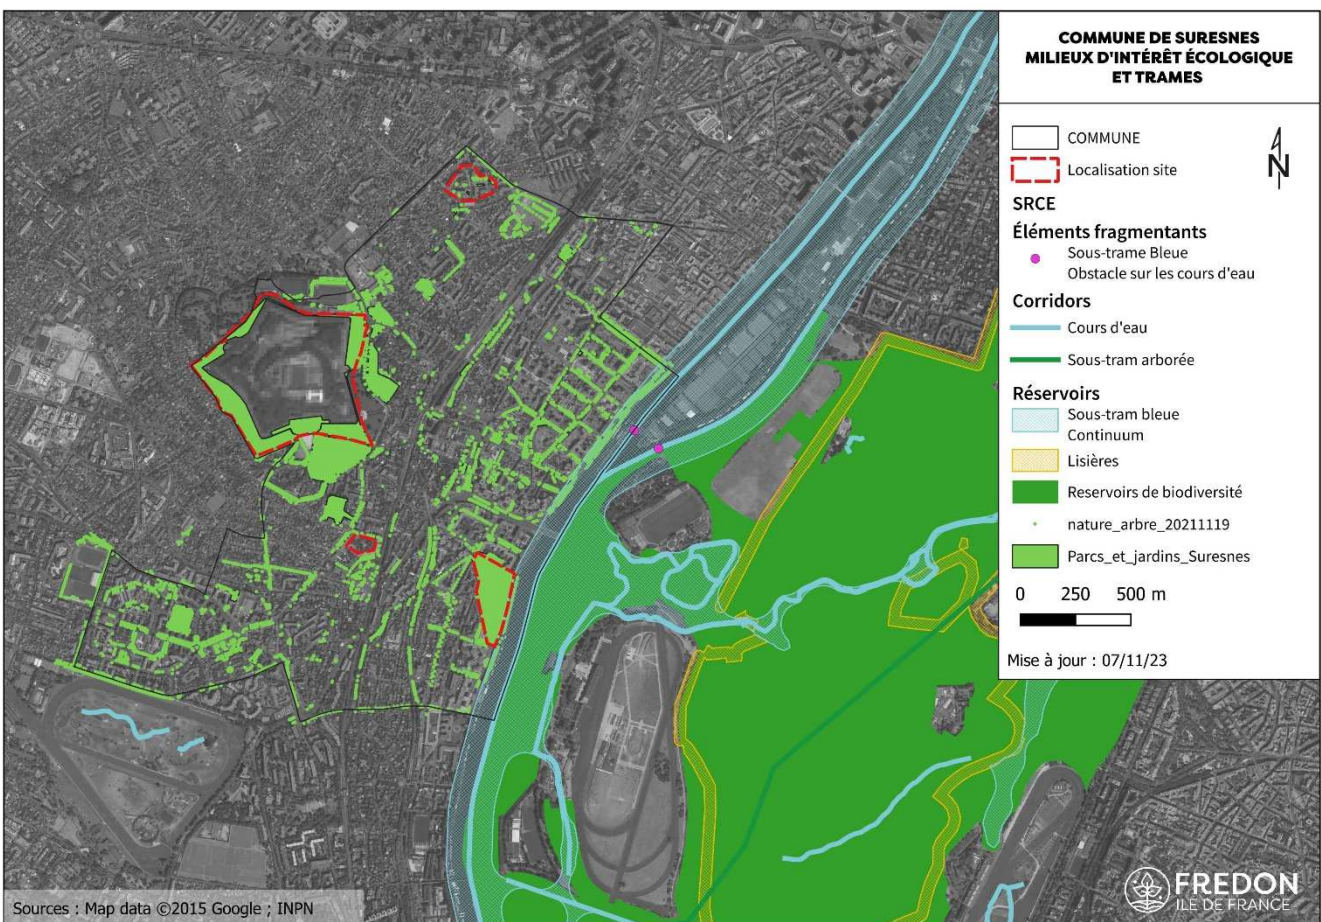 COMMUNE DE SURESNES
MILIEUX D'INTÉRÊT ÉCOLOGIQUE
ET TRAMES
COMMUNE
Localisation site
N
SRCE
Éléments fragmentants
Sous-trame Bleue
Obstacle sur les cours d'eau
Corridors
Cours d'eau
Sous-tram arborée
Réservoirs
Sous-tram bleue
Continuum
Lisières
Reservoirs de biodiversité
nature_arbre_20211119
Parcs_et_jardins_Suresnes
0 250 500 m
Mise à jour : 07/11/23
Sources : Map data ©2015 Google ; INPN
FREDON
ILE DE FRANCE